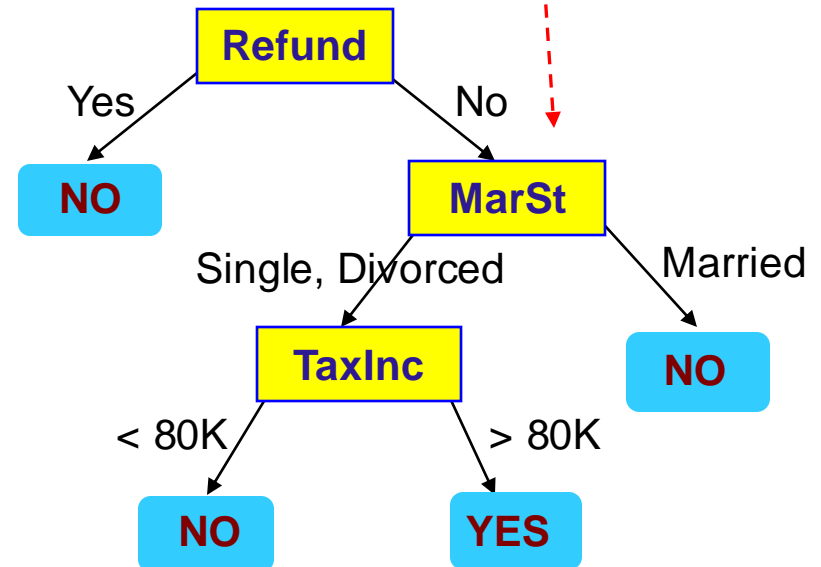 Refund
Yes
No
NO
MarSt
Single, Divorced
Married
TaxInc
NO
< 80K
> 80K
NO
YES